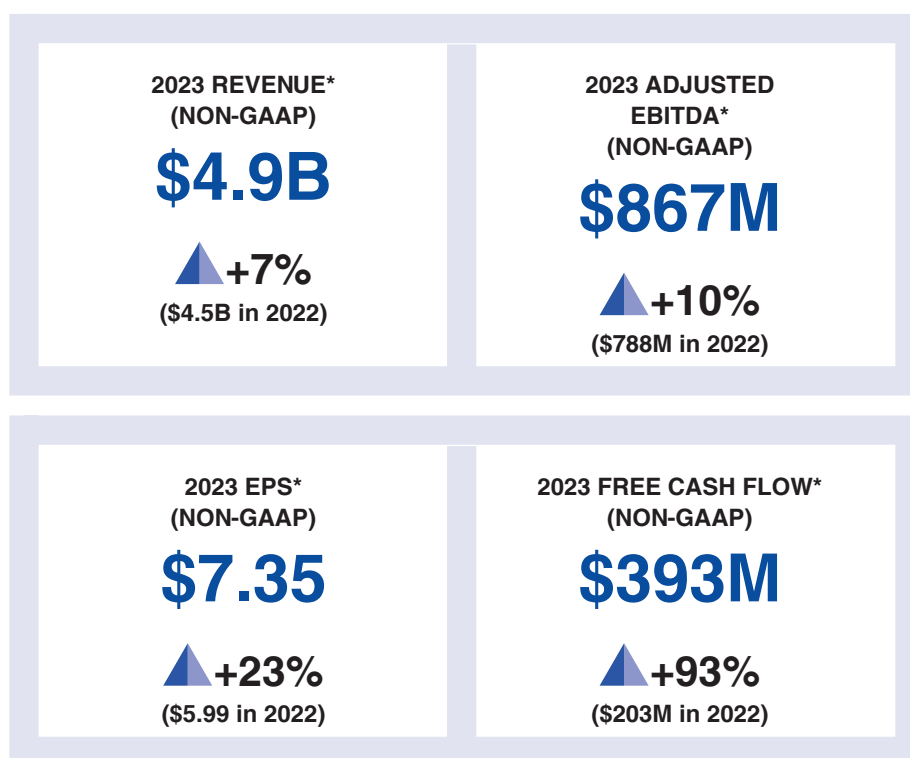 2023 REVENUE*
(NON-GAAP)
$4.9B
+7%
($4.5B in 2022)
2023 ADJUSTED
EBITDA*
(NON-GAAP)
$867M
+10%
($788M in 2022)
2023 EPS*
(NON-GAAP)
$7.35
+23%
($5.99 in 2022)
2023 FREE CASH FLOW*
(NON-GAAP)
$393M
+93%
($203M in 2022)